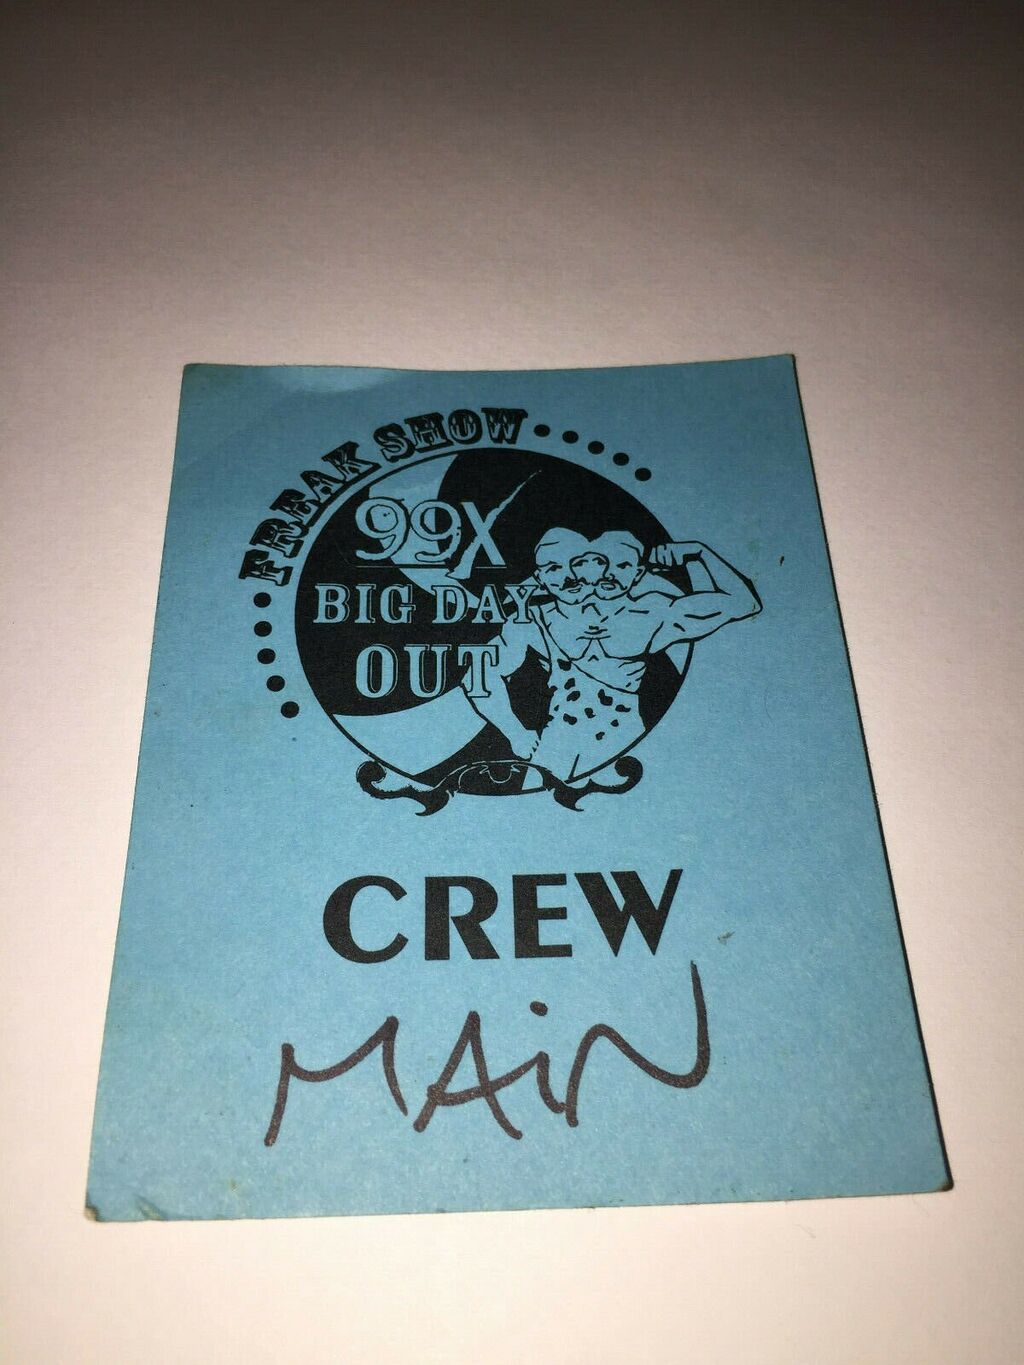 FREAK SHOW
99X
BIG DAY
OUT
CREW
MAiN